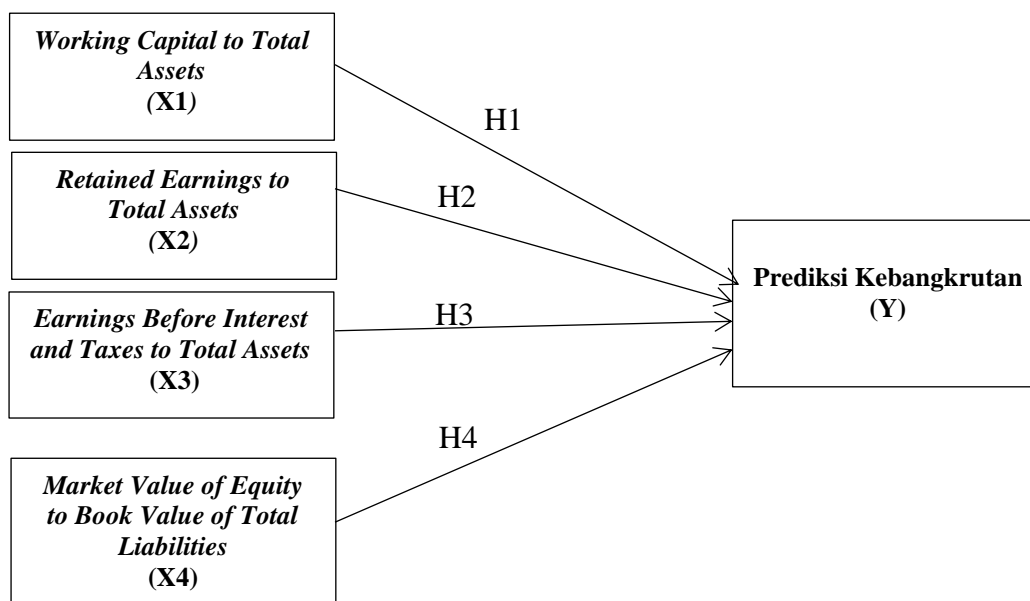 Working Capital to Total
Assets
(X1)
H1
Retained Earnings to
Total Assets
(X2)
H2
Earnings Before Interest
and Taxes to Total Assets
(X3)
H3
Market Value of Equity
to Book Value of Total
Liabilities
(X4)
H4
Prediksi Kebangkrutan
(Y)